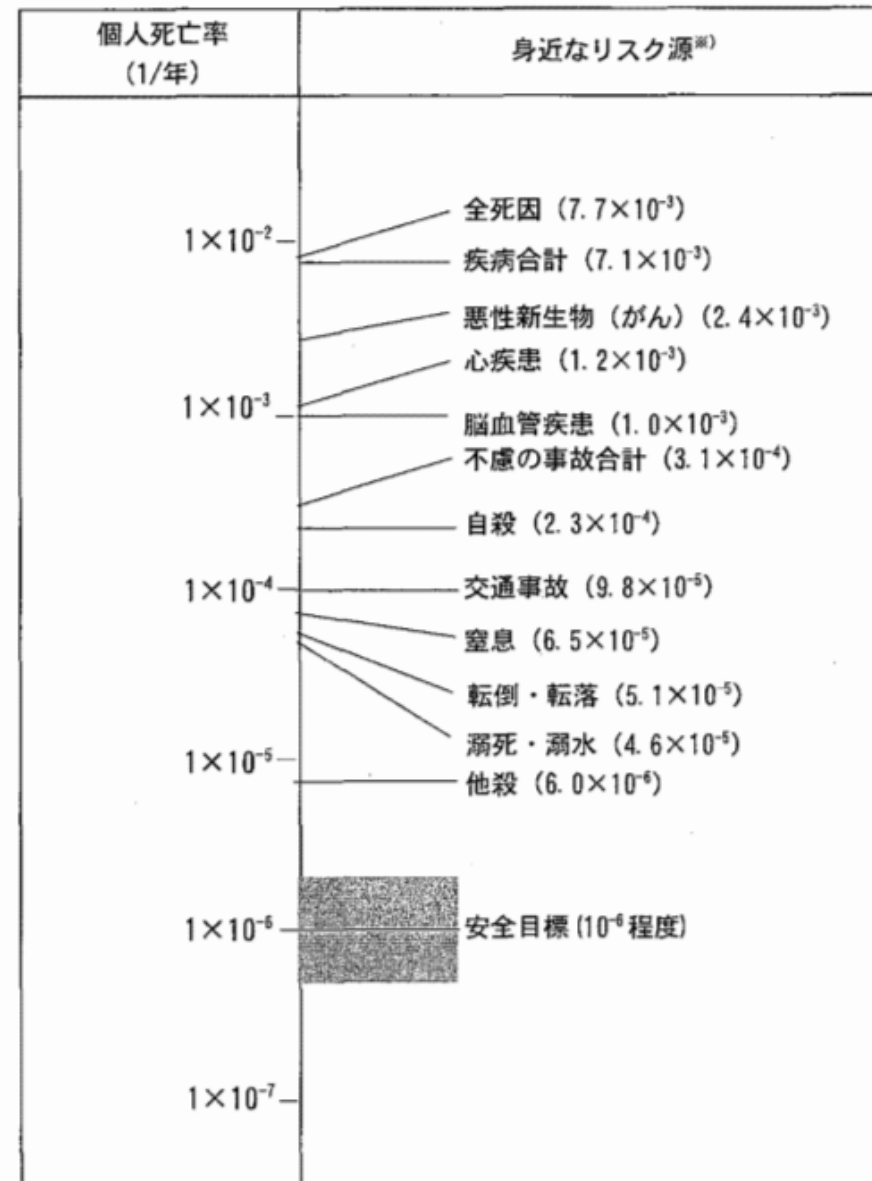 個人死亡率
(1/年)
身近なリスク源※)
1×10⁻²
全死因 (7.7×10⁻³)
疾病合計 (7.1×10⁻³)
悪性新生物 (がん) (2.4×10⁻³)
心疾患 (1.2×10⁻³)
1×10⁻³
脳血管疾患 (1.0×10⁻³)
不慮の事故合計 (3.1×10⁻⁴)
自殺 (2.3×10⁻⁴)
1×10⁻⁴
交通事故 (9.8×10⁻⁵)
窒息 (6.5×10⁻⁵)
転倒・転落 (5.1×10⁻⁵)
溺死・溺水 (4.6×10⁻⁵)
1×10⁻⁵
他殺 (6.0×10⁻⁶)
1×10⁻⁶
安全目標 (10⁻⁶ 程度)
1×10⁻⁷